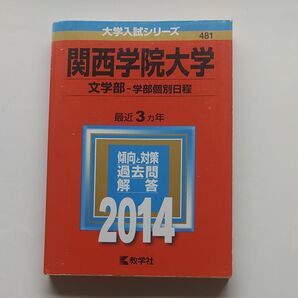 大学入試シリーズ
481
関西学院大学
文学部-学部個別日程
最近3カ年
傾向と対策
過去問
解答
2014
教学社